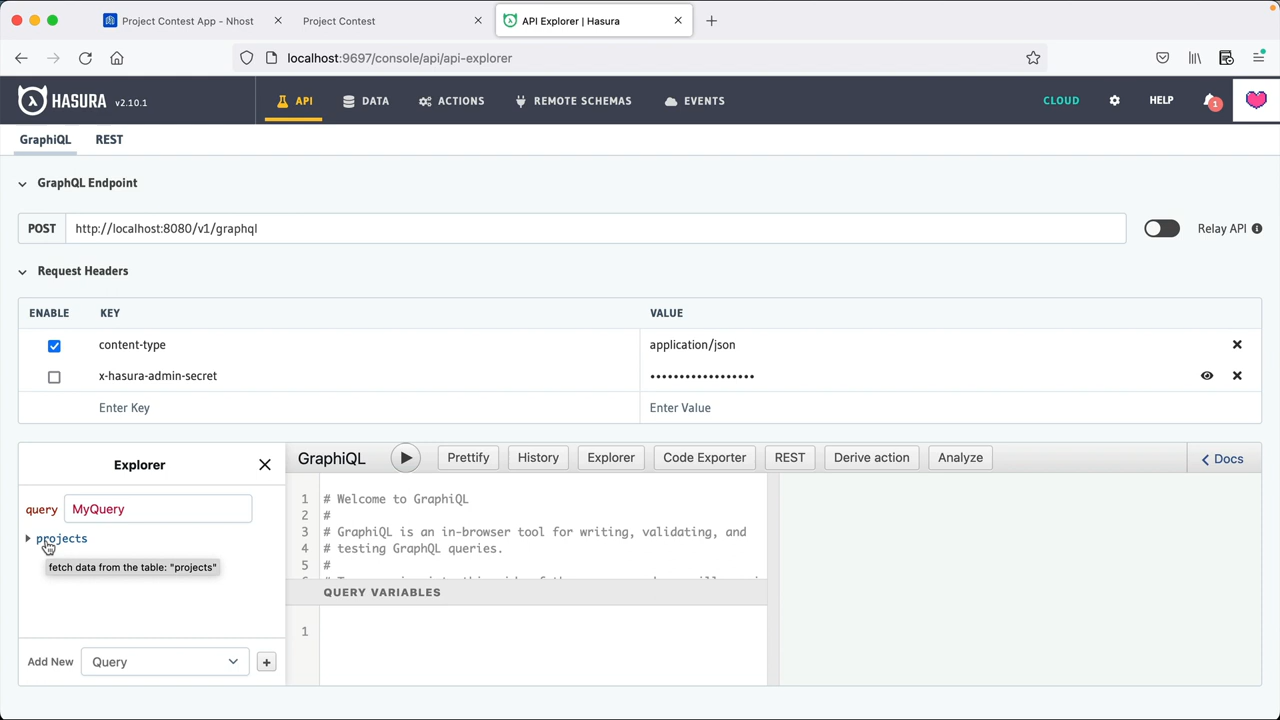 Project Contest App - Nhost
Project Contest
API Explorer | Hasura
localhost:9697/console/api/api-explorer
HASURA v2.10.1
API
DATA
ACTIONS
REMOTE SCHEMAS
EVENTS
CLOUD
HELP
1
GraphiQL
REST
GraphQL Endpoint
POST
http://localhost:8080/v1/graphql
Relay API
Request Headers
ENABLE
KEY
VALUE
content-type
application/json
x-hasura-admin-secret
••••••••••••••••••
Enter Key
Enter Value
Explorer
query
MyQuery
projects
fetch data from the table: "projects"
Add New
Query
+
GraphiQL
Prettify
History
Explorer
Code Exporter
REST
Derive action
Analyze
Docs
1 # Welcome to GraphiQL
2 #
3 # GraphiQL is an in-browser tool for writing, validating, and
4 # testing GraphQL queries.
5 #
QUERY VARIABLES
1